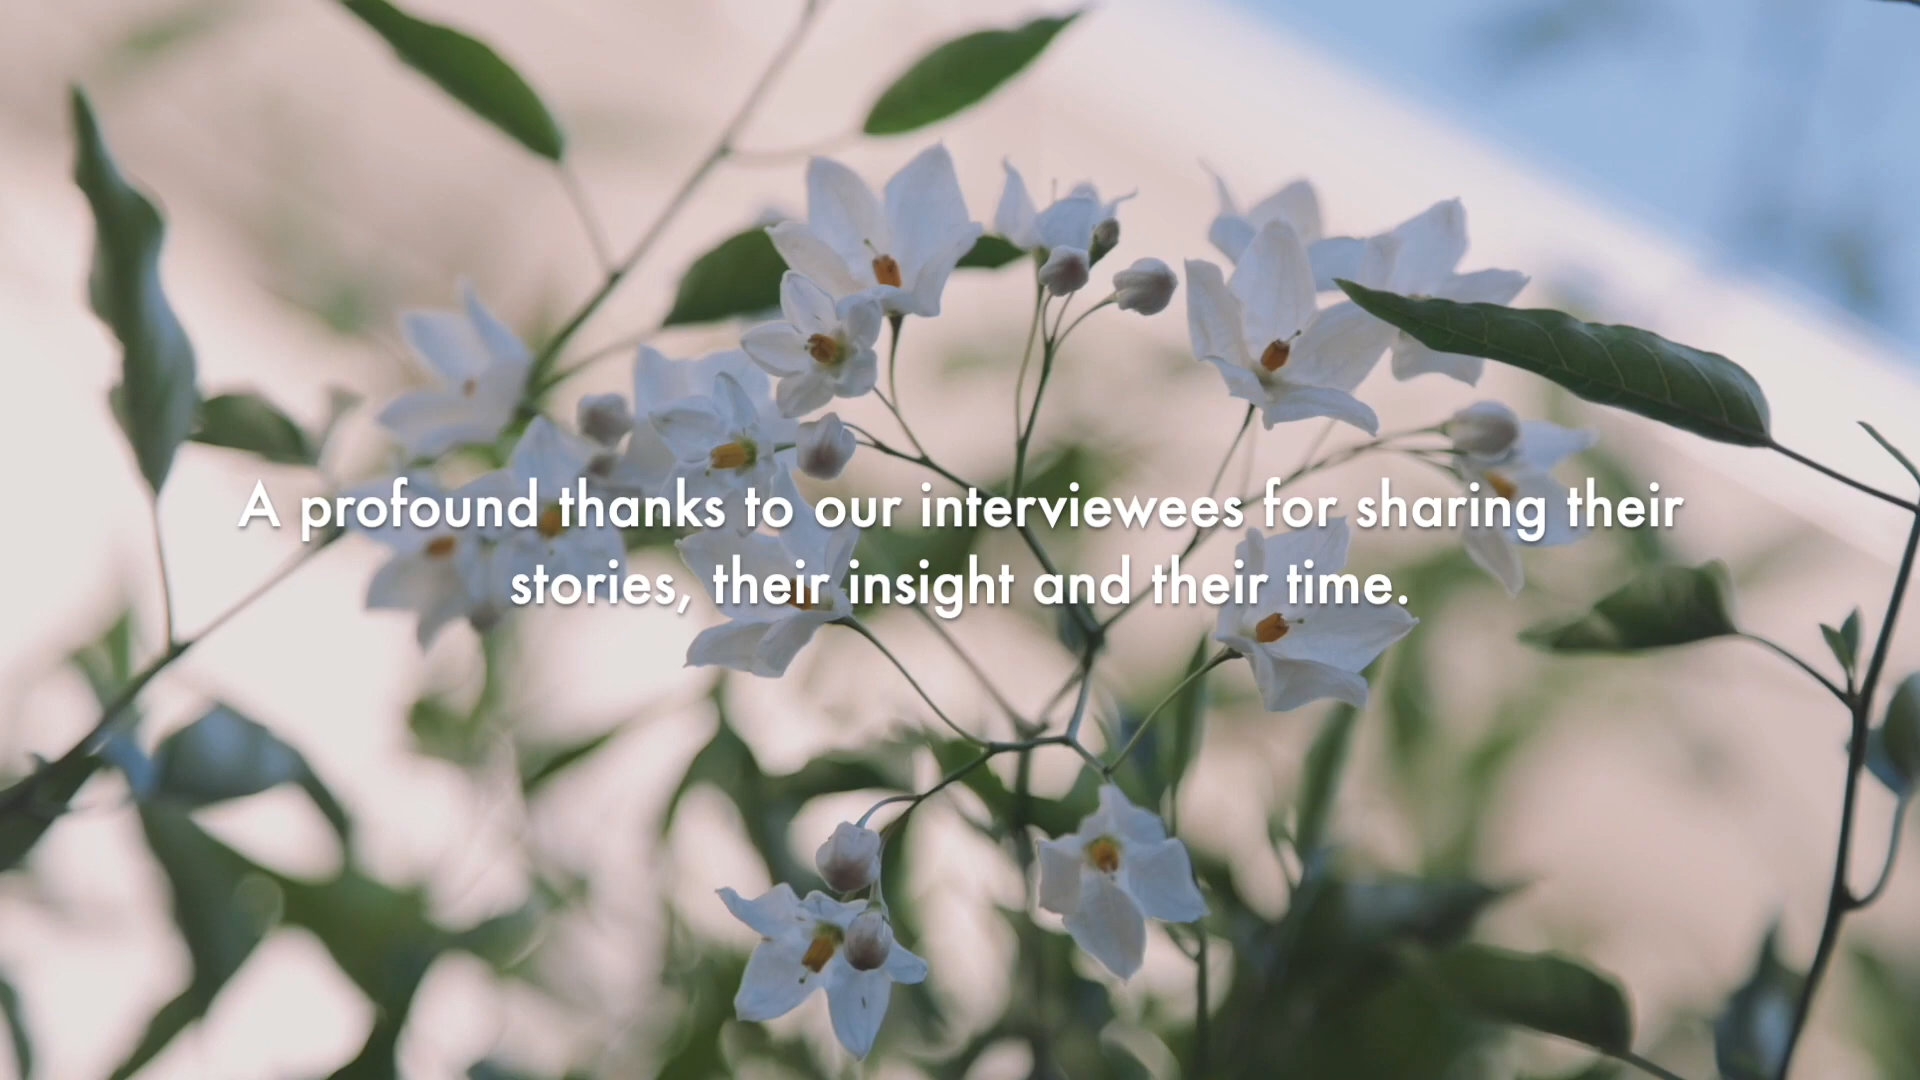 A profound thanks to our interviewees for sharing their
stories, their insight and their time.